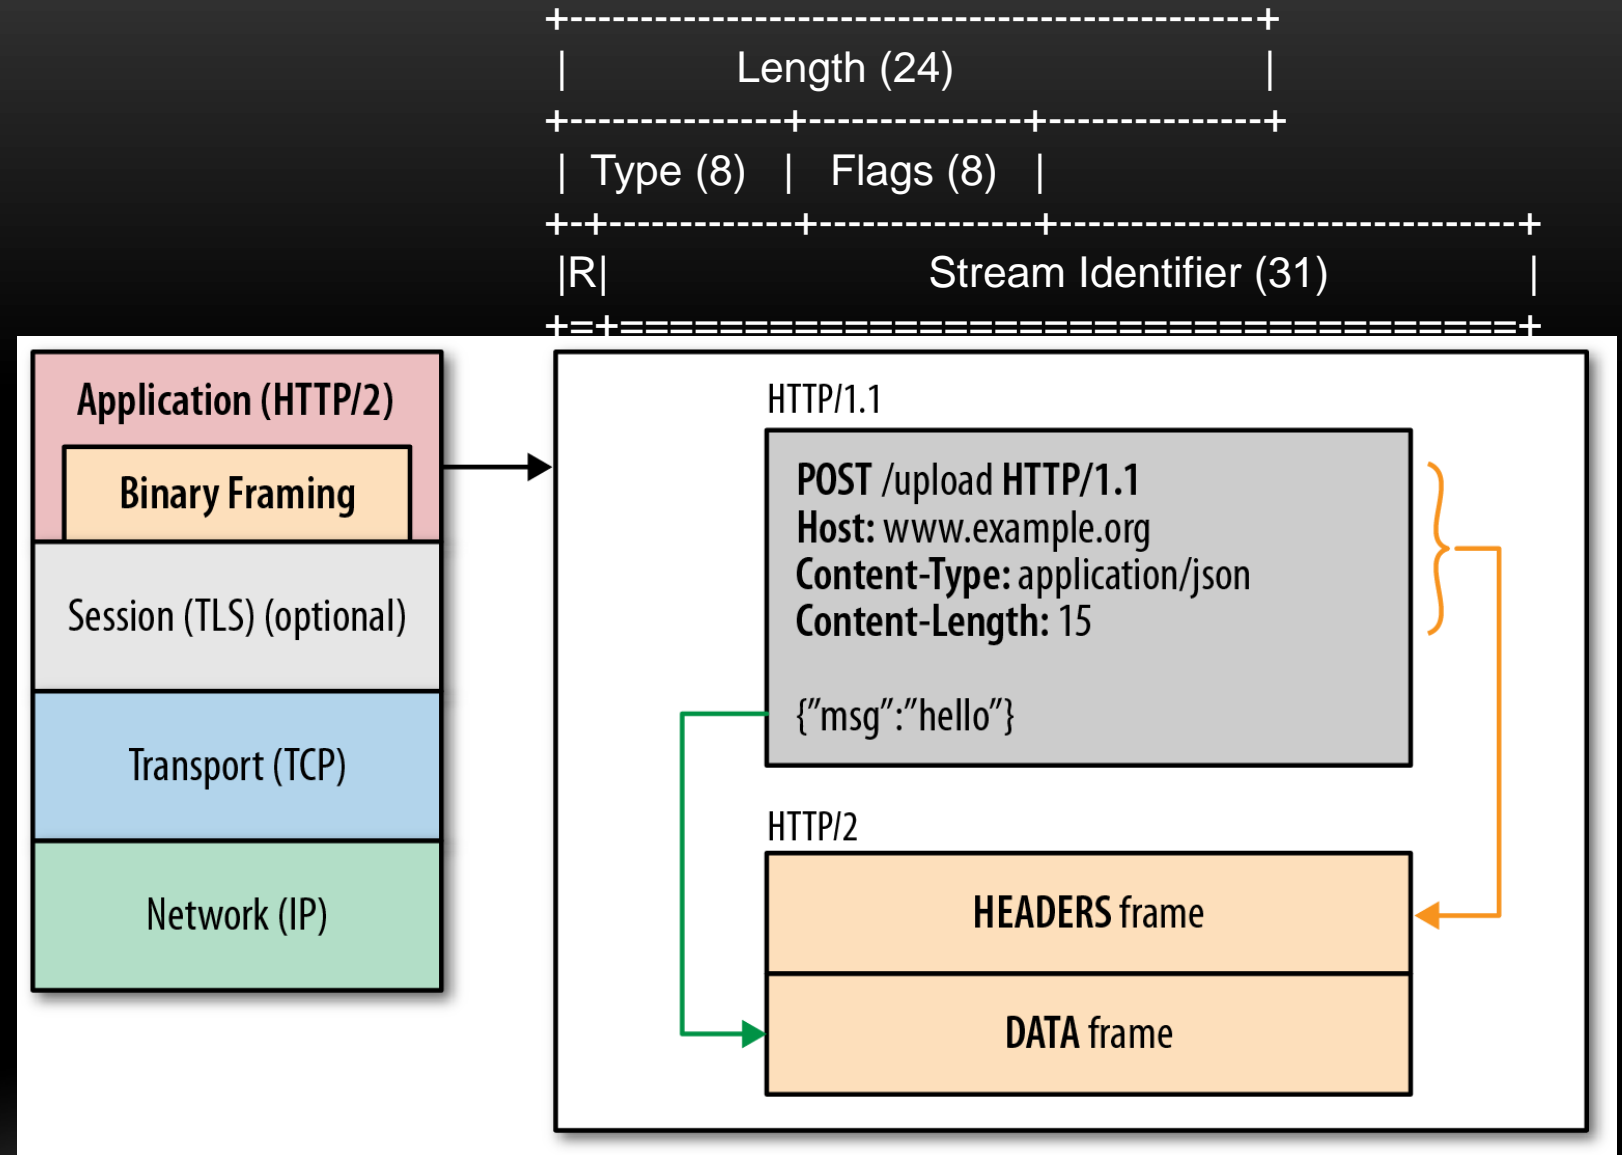 +------------------------------------------------+
| Length (24) |
+---------------+---------------+---------------+
| Type (8) | Flags (8) |
+-+-------------+---------------+-------------------------------+
|R| Stream Identifier (31) |
+=+=====================================+
Application (HTTP/2)
Binary Framing
Session (TLS) (optional)
Transport (TCP)
Network (IP)
HTTP/1.1
POST /upload HTTP/1.1
Host: www.example.org
Content-Type: application/json
Content-Length: 15
{"msg":"hello"}
HTTP/2
HEADERS frame
DATA frame